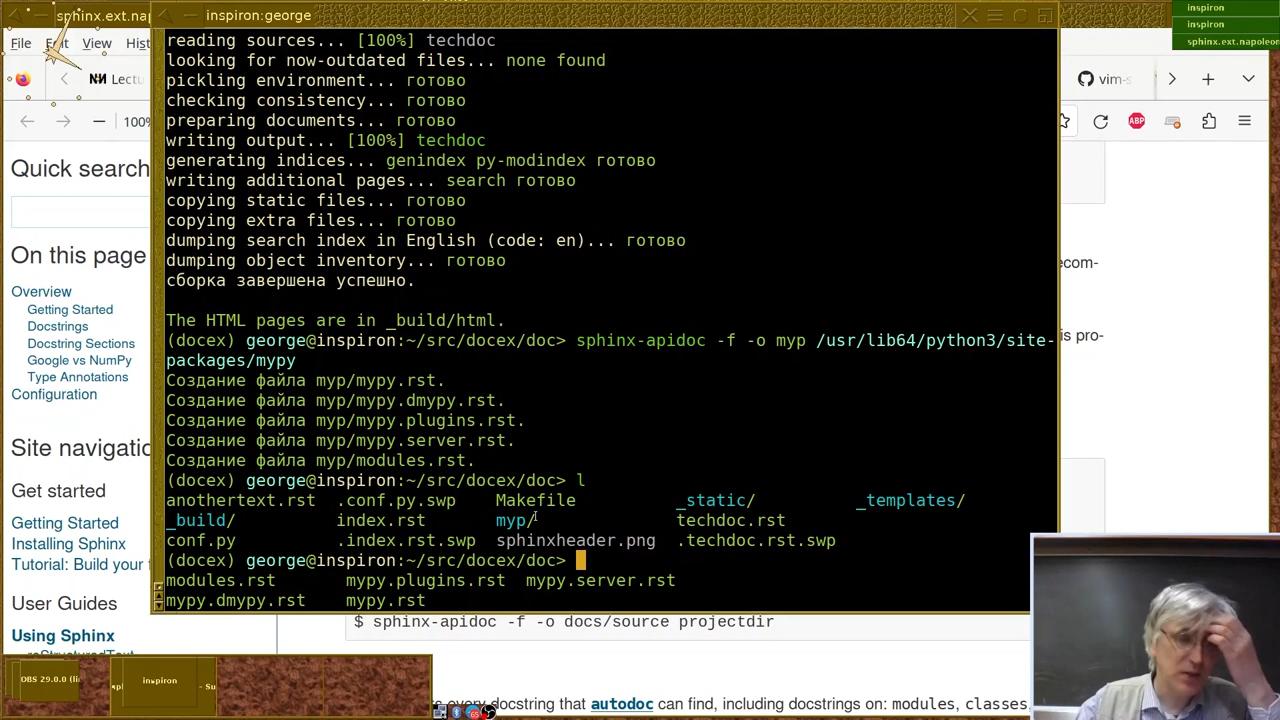 sphinx.ext.nap
inspiron:george
inspiron
inspiron
sphinx.ext.napoleon
File
View
Hist
Lectu
vim-s
100%
ABP
Quick search
On this page
Overview
Getting Started
Docstrings
Docstring Sections
Google vs NumPy
Type Annotations
Configuration
Site navigatio
Get started
Getting Started
Installing Sphinx
Tutorial: Build your f
User Guides
Using Sphinx
reading sources... [100%] techdoc
looking for now-outdated files... none found
pickling environment... готово
checking consistency... готово
preparing documents... готово
writing output... [100%] techdoc
generating indices... genindex py-modindex готово
writing additional pages... search готово
copying static files... готово
copying extra files... готово
dumping search index in English (code: en)... готово
dumping object inventory... готово
сборка завершена успешно.
The HTML pages are in _build/html.
(docex) george@inspiron:~/src/docex/doc> sphinx-apidoc -f -o myp /usr/lib64/python3/site-
packages/mypy
Создание файла myp/mypy.rst.
Создание файла myp/mypy.dmypy.rst.
Создание файла myp/mypy.plugins.rst.
Создание файла myp/mypy.server.rst.
Создание файла myp/modules.rst.
(docex) george@inspiron:~/src/docex/doc> l
anothertext.rst .conf.py.swp Makefile _static/ _templates/
_build/ index.rst myp/ techdoc.rst
conf.py .index.rst.swp sphinxheader.png .techdoc.rst.swp
(docex) george@inspiron:~/src/docex/doc>
modules.rst mypy.plugins.rst mypy.server.rst
mypy.dmypy.rst mypy.rst
ecom-
is pro-
$ sphinx-apidoc -f -o docs/source projectdir
every docstring that autodoc can find, including docstrings on: modules, classes,
OBS 29.0.0 (li
inspiron
- Su